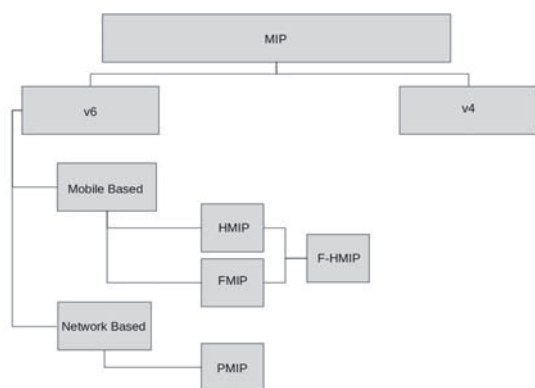 MIP
v6
v4
Mobile Based
HMIP
F-HMIP
FMIP
Network Based
PMIP